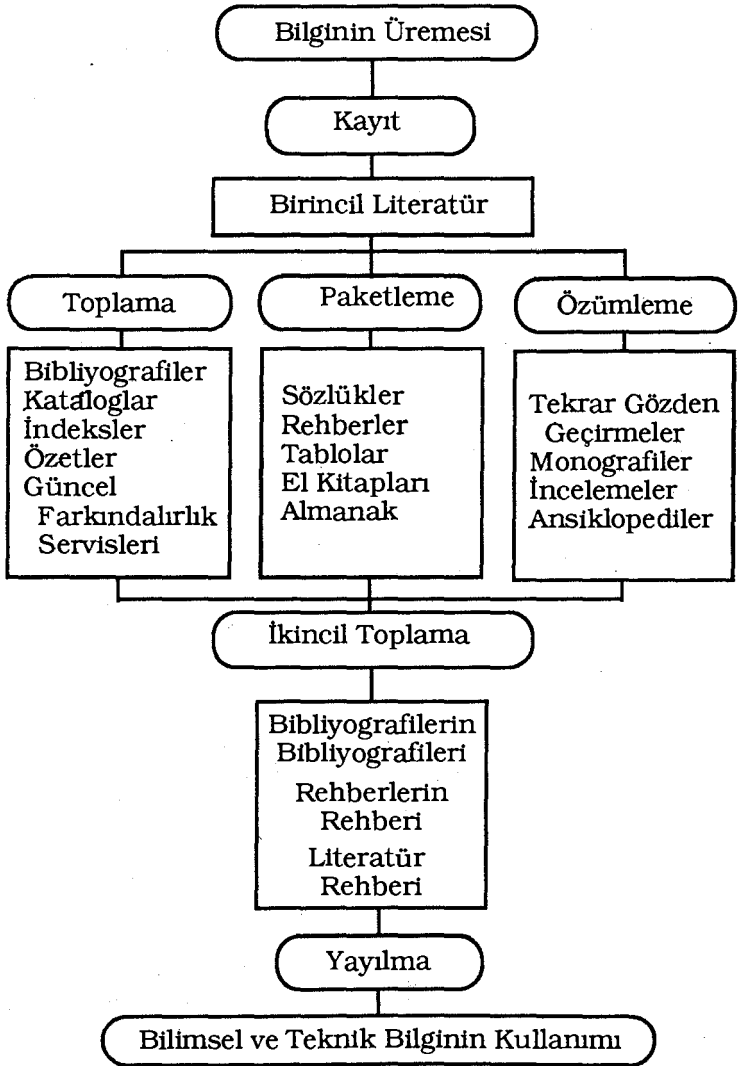 Bilginin Üremesi
Kayıt
Birincil Literatür
Toplama
Bibliyografiler
Kataloglar
İndeksler
Özetler
Güncel
Farkındalırlık
Servisleri
Paketleme
Sözlükler
Rehberler
Tablolar
El Kitapları
Almanak
Özümleme
Tekrar Gözden
Geçirmeler
Monografiler
İncelemeler
Ansiklopediler
İkincil Toplama
Bibliyografilerin
Bibliyografileri
Rehberlerin
Rehberi
Literatür
Rehberi
Yayılma
Bilimsel ve Teknik Bilginin Kullanımı